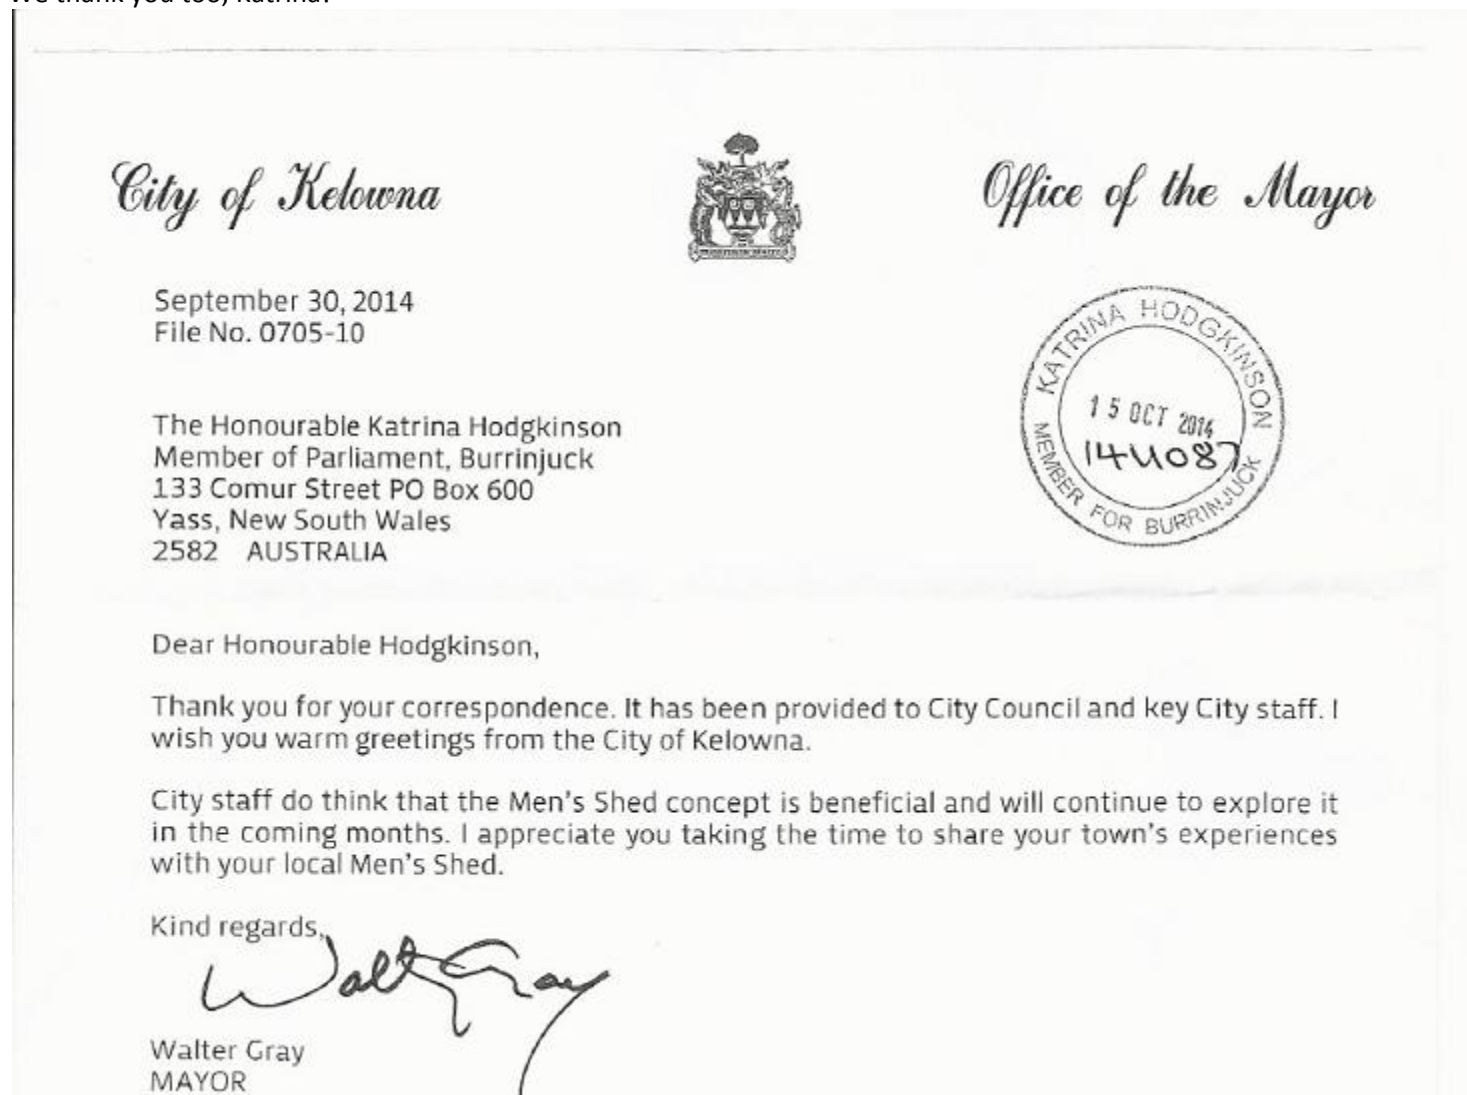 We thank you too, Katrina!
City of Kelowna
Office of the Mayor
September 30, 2014
File No. 0705-10
KATRINA HODGKINSON
15 OCT 2014
MEMBER FOR BURRINJUCK
The Honourable Katrina Hodgkinson
Member of Parliament, Burrinjuck
133 Comur Street PO Box 600
Yass, New South Wales
2582 AUSTRALIA
Dear Honourable Hodgkinson,
Thank you for your correspondence. It has been provided to City Council and key City staff. I
wish you warm greetings from the City of Kelowna.
City staff do think that the Men's Shed concept is beneficial and will continue to explore it
in the coming months. I appreciate you taking the time to share your town's experiences
with your local Men's Shed.
Kind regards,
Walt Gray
Walter Gray
MAYOR